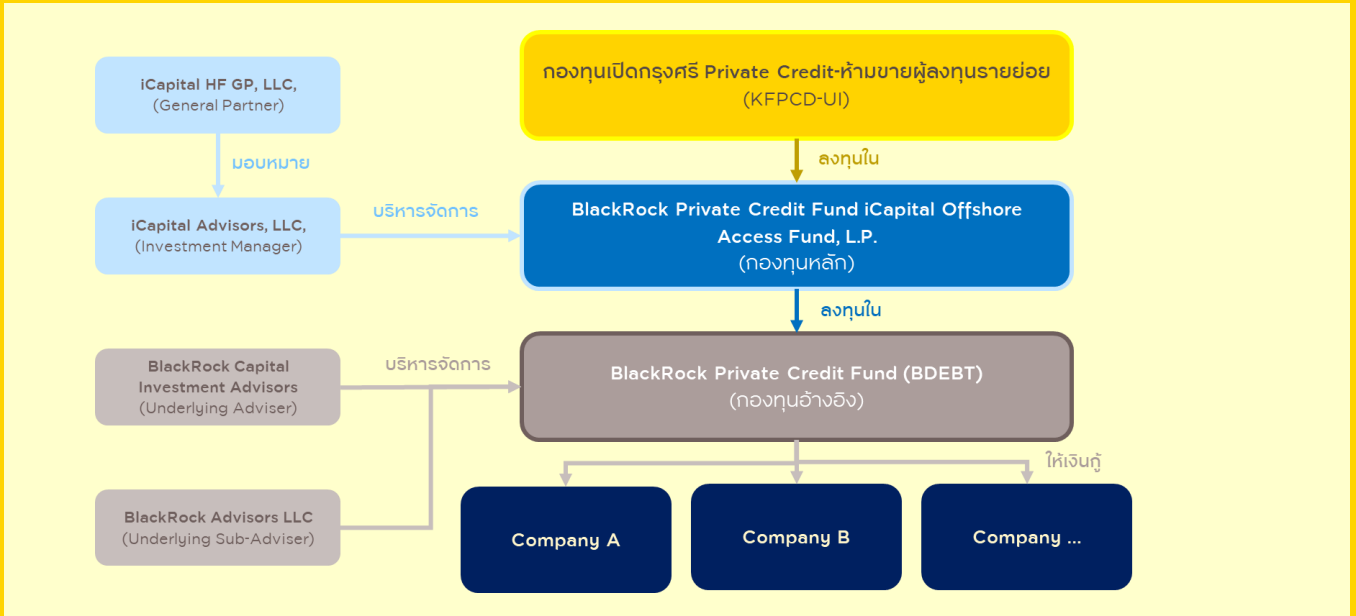 iCapital HF GP, LLC,
(General Partner)
กองทุนเปิดกรุงศรี Private Credit-ห้ามขายผู้ลงทุนรายย่อย
(KFPCD-UI)
มอบหมาย
ลงทุนใน
iCapital Advisors, LLC,
(Investment Manager)
บริหารจัดการ
BlackRock Private Credit Fund iCapital Offshore
Access Fund, L.P.
(กองทุนหลัก)
ลงทุนใน
BlackRock Capital
Investment Advisors
(Underlying Adviser)
บริหารจัดการ
BlackRock Private Credit Fund (BDEBT)
(กองทุนอ้างอิง)
ให้เงินกู้
BlackRock Advisors LLC
(Underlying Sub-Adviser)
Company A
Company B
Company ...